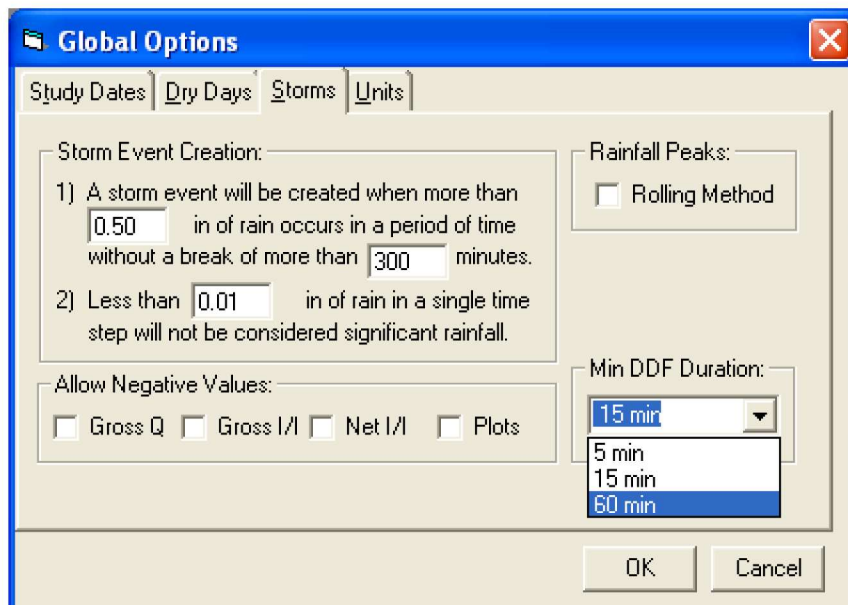 Global Options
Study Dates
Dry Days
Storms
Units
Storm Event Creation:
1) A storm event will be created when more than
0.50 in of rain occurs in a period of time
without a break of more than 300 minutes.
2) Less than 0.01 in of rain in a single time
step will not be considered significant rainfall.
Rainfall Peaks:
Rolling Method
Allow Negative Values:
Gross Q
Gross I/I
Net I/I
Plots
Min DDF Duration:
15 min
5 min
15 min
60 min
OK
Cancel